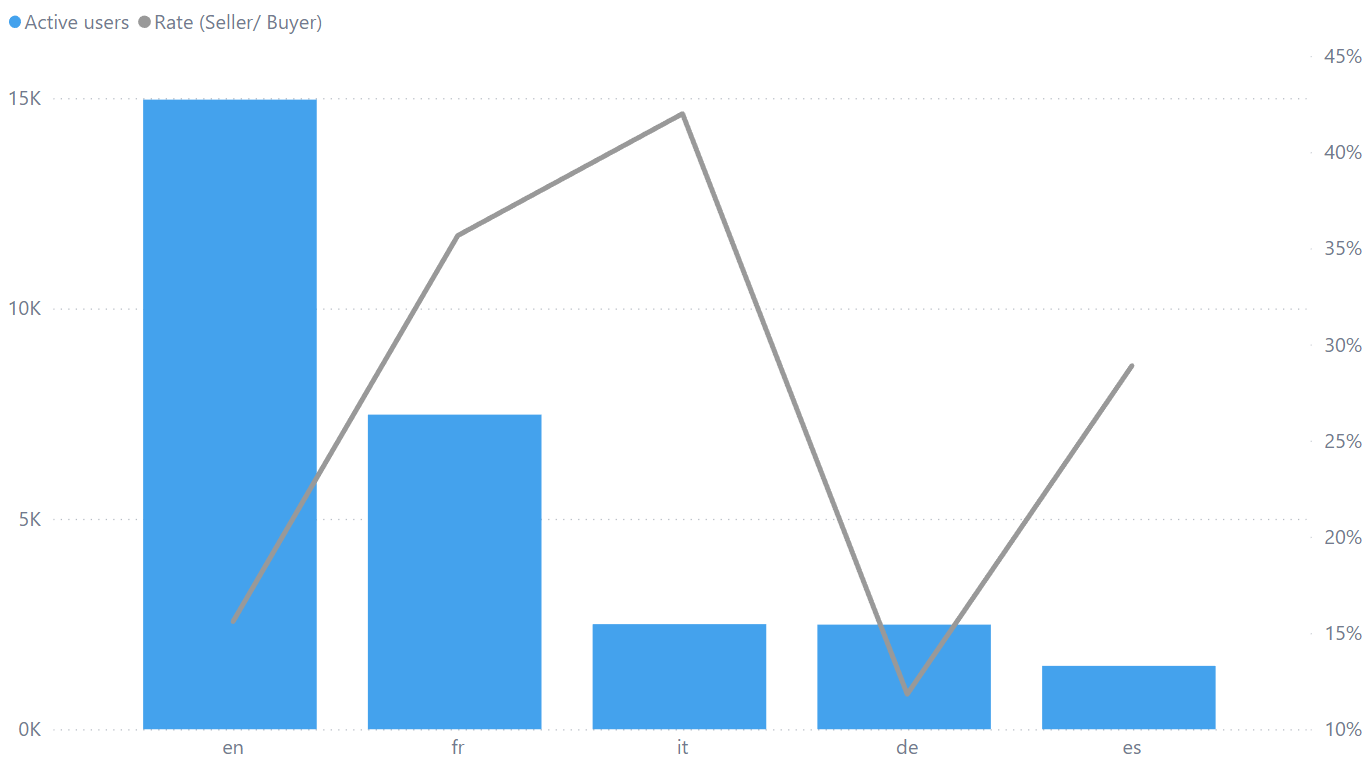 Active users Rate (Seller/ Buyer)
45%
15K
40%
35%
10K
30%
25%
5K
20%
15%
0K
10%
en fr it de es